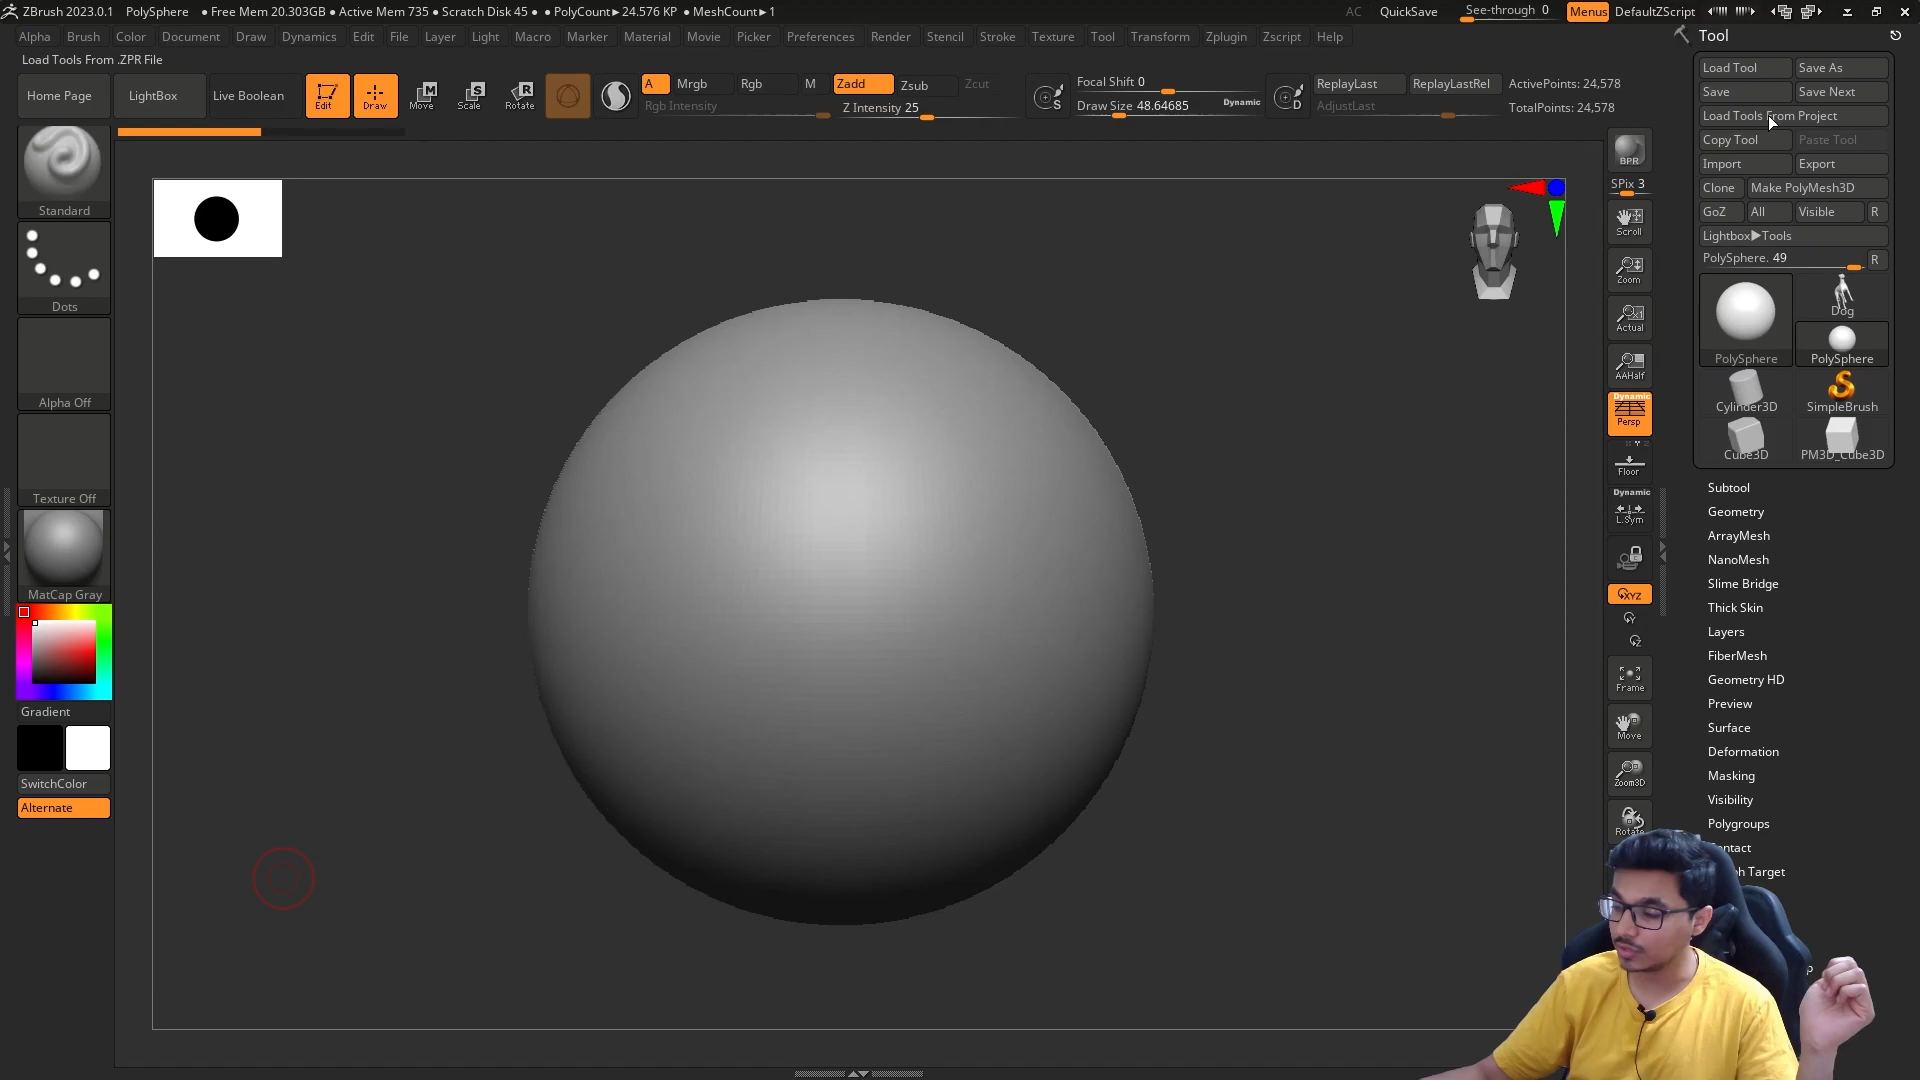 ZBrush 2023.0.1 PolySphere ● Free Mem 20.303GB ● Active Mem 735 ● Scratch Disk 45 ● ● PolyCount►24.576 KP ● MeshCount►1 AC QuickSave See-through 0 Menus DefaultZScript
Alpha Brush Color Document Draw Dynamics Edit File Layer Light Macro Marker Material Movie Picker Preferences Render Stencil Stroke Texture Tool Transform Zplugin Zscript Help
Load Tools From .ZPR File
Home Page LightBox Live Boolean Edit Draw Move Scale Rotate
A Mrgb Rgb M Zadd Zsub Zcut
Rgb Intensity Z Intensity 25
S
Focal Shift 0
Draw Size 48.64685 Dynamic
D
ReplayLast ReplayLastRel ActivePoints: 24,578
AdjustLast TotalPoints: 24,578
Standard
Dots
Alpha Off
Texture Off
MatCap Gray
Gradient
SwitchColor
Alternate
BPR
SPix 3
Scroll
Zoom
Actual
AAHalf
Dynamic
Persp
Floor
Dynamic
L.Sym
XYZ
Y
Z
Frame
Move
Zoom3D
Rotate
Tool
Load Tool Save As
Save Save Next
Load Tools From Project
Copy Tool Paste Tool
Import Export
Clone Make PolyMesh3D
GoZ All Visible R
Lightbox►Tools
PolySphere. 49 R
Dog
PolySphere PolySphere
Cylinder3D SimpleBrush
Cube3D PM3D_Cube3D
Subtool
Geometry
ArrayMesh
NanoMesh
Slime Bridge
Thick Skin
Layers
FiberMesh
Geometry HD
Preview
Surface
Deformation
Masking
Visibility
Polygroups
ontact
h Target